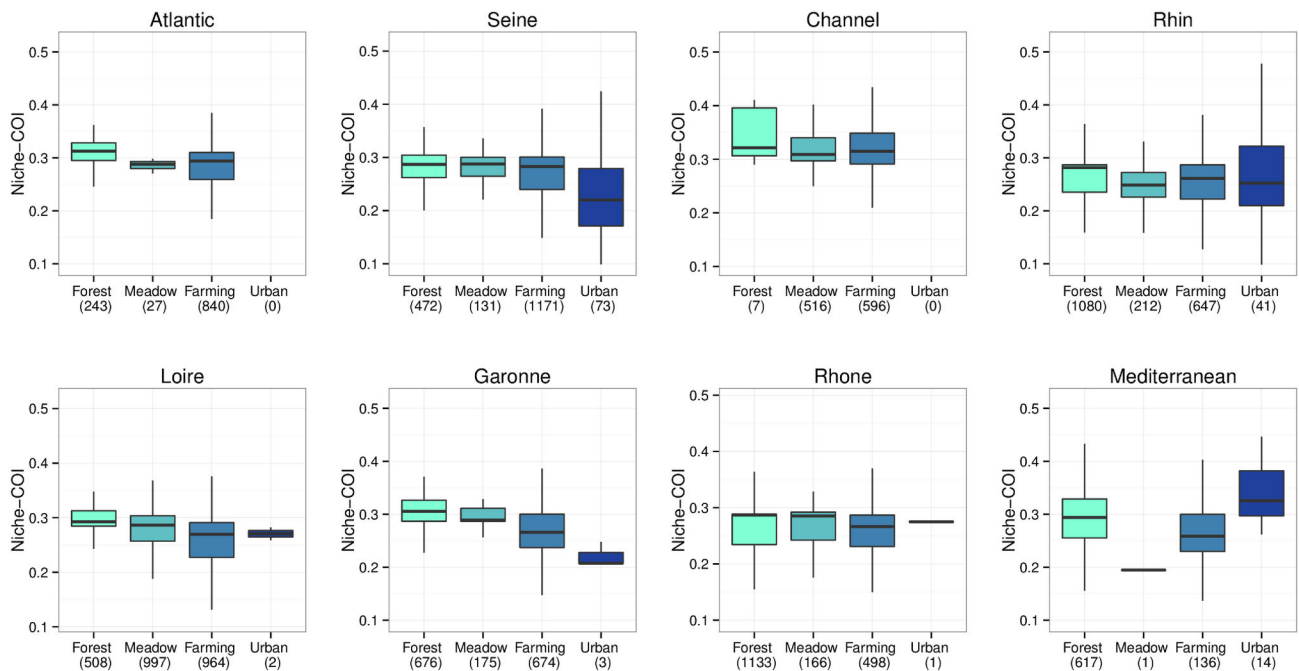 Atlantic
Seine
Channel
Rhin
Niche−COI
0.5
0.4
0.3
0.2
0.1
Forest Meadow Farming Urban
(243) (27) (840) (0)
Niche−COI
0.5
0.4
0.3
0.2
0.1
Forest Meadow Farming Urban
(472) (131) (1171) (73)
Niche−COI
0.5
0.4
0.3
0.2
0.1
Forest Meadow Farming Urban
(7) (516) (596) (0)
Niche−COI
0.5
0.4
0.3
0.2
0.1
Forest Meadow Farming Urban
(1080) (212) (647) (41)
Loire
Garonne
Rhone
Mediterranean
Niche−COI
0.5
0.4
0.3
0.2
0.1
Forest Meadow Farming Urban
(508) (997) (964) (2)
Niche−COI
0.5
0.4
0.3
0.2
0.1
Forest Meadow Farming Urban
(676) (175) (674) (3)
Niche−COI
0.5
0.4
0.3
0.2
0.1
Forest Meadow Farming Urban
(1133) (166) (498) (1)
Niche−COI
0.5
0.4
0.3
0.2
0.1
Forest Meadow Farming Urban
(617) (1) (136) (14)